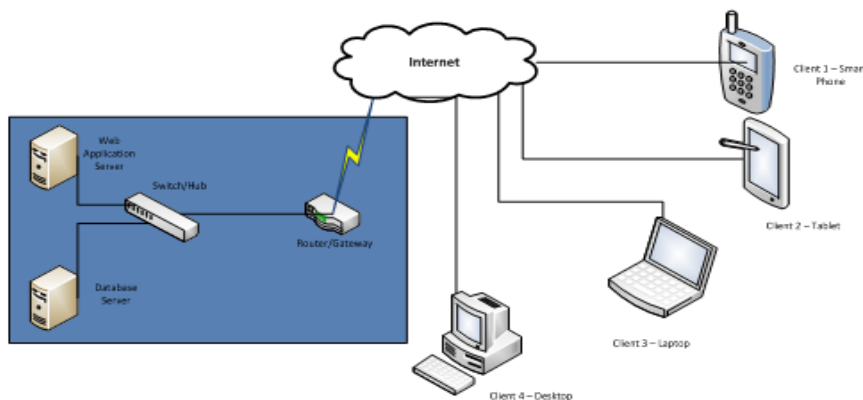 Internet
Client 1 – Smar
Phone
Web
Application
Server
Switch/Hub
Router/Gateway
Client 2 – Tablet
Database
Server
Client 3 – Laptop
Client 4 – Desktop